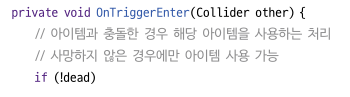 private void OnTriggerEnter(Collider other) {
// 아이템과 충돌한 경우 해당 아이템을 사용하는 처리
// 사망하지 않은 경우에만 아이템 사용 가능
if (!dead)